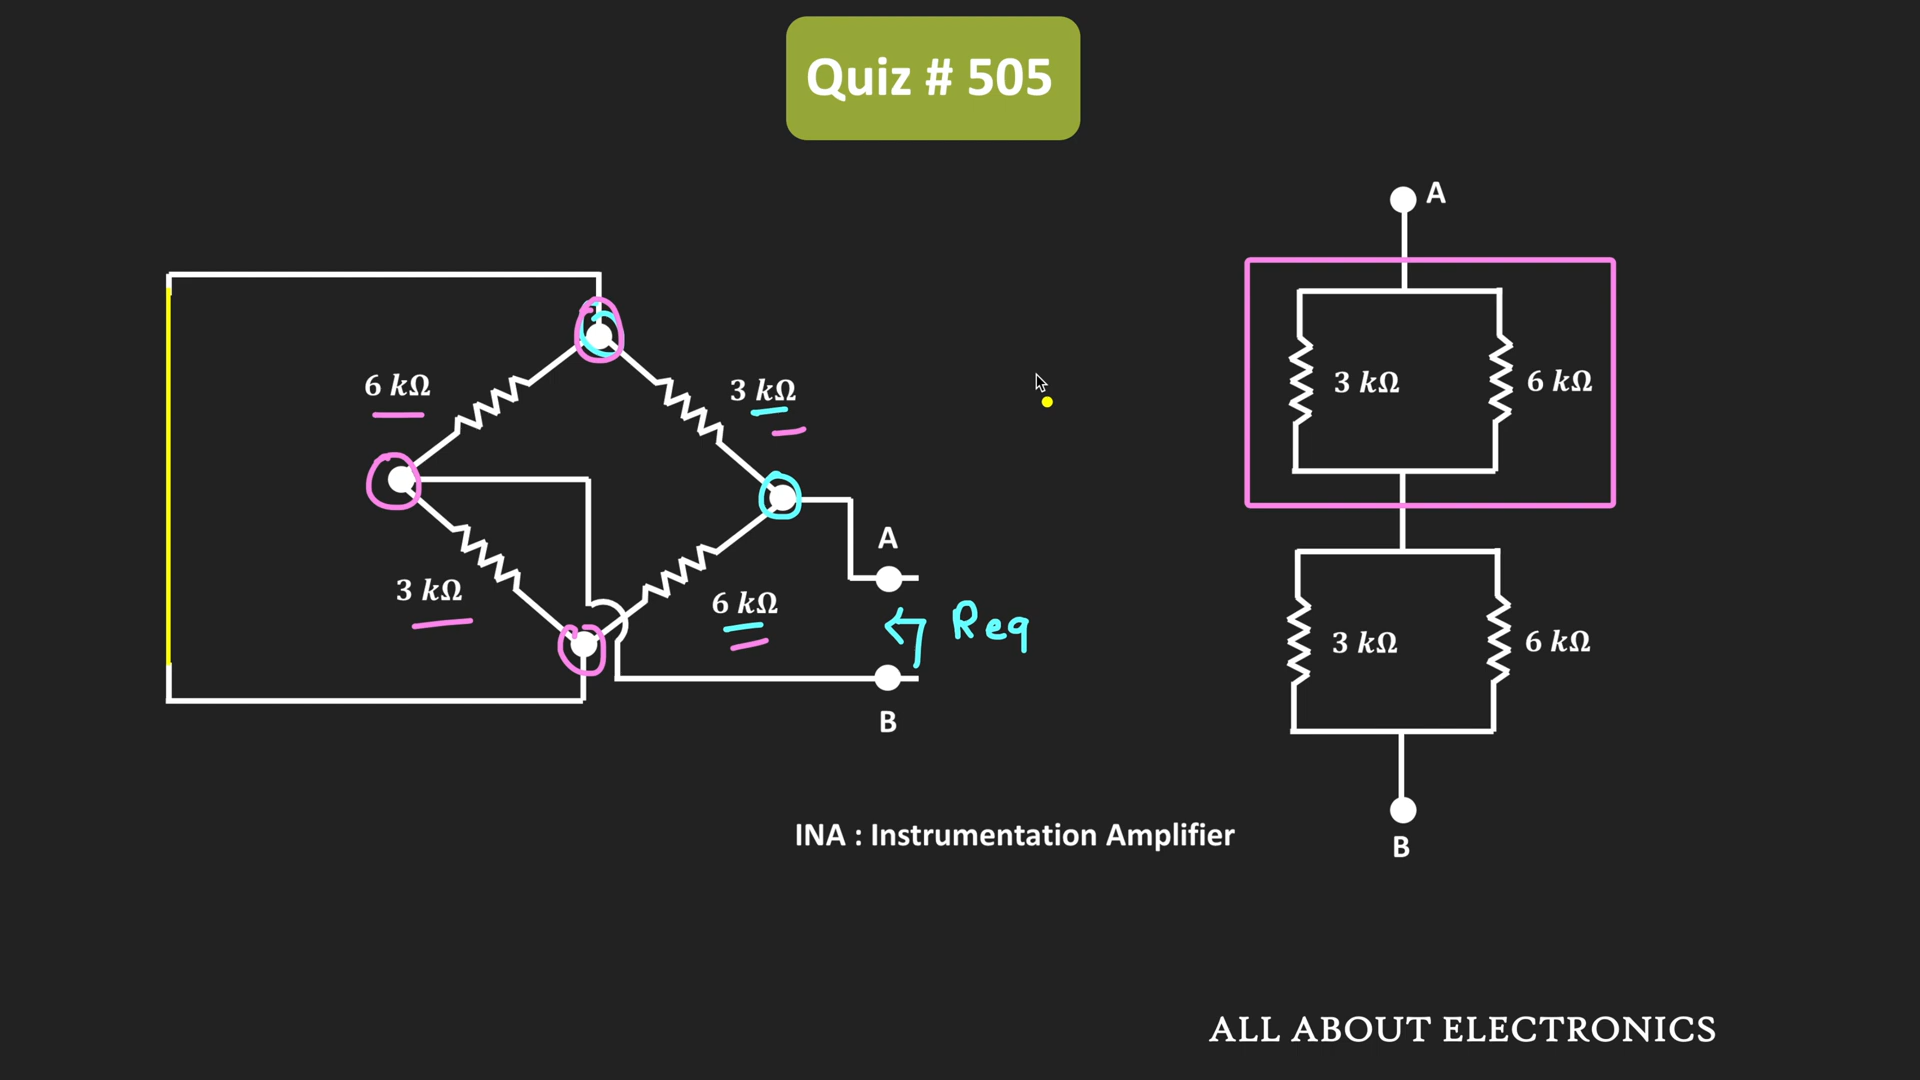 Quiz # 505
A
6 kΩ
3 kΩ
3 kΩ
6 kΩ
A
3 kΩ
6 kΩ
Req
B
3 kΩ
6 kΩ
INA : Instrumentation Amplifier
B
ALL ABOUT ELECTRONICS